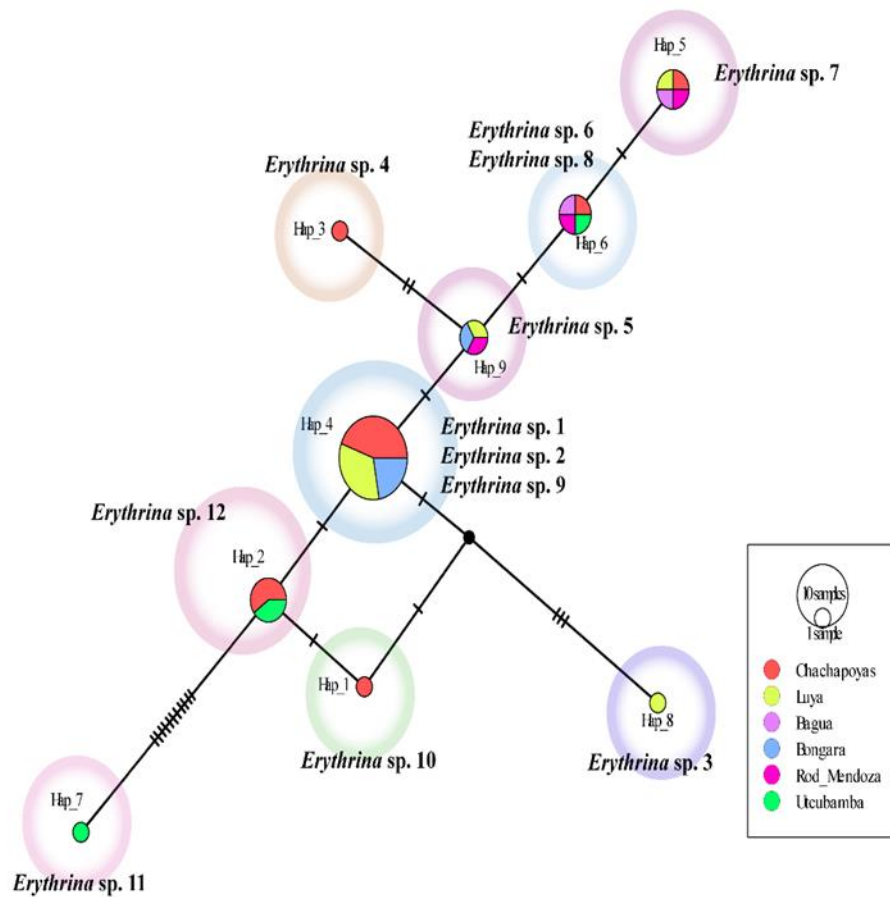 Hap_5
Erythrina sp. 7
Erythrina sp. 6
Erythrina sp. 8
Erythrina sp. 4
Hap_3
Hap_6
Erythrina sp. 5
Hap_9
Hap_4
Erythrina sp. 1
Erythrina sp. 2
Erythrina sp. 9
Erythrina sp. 12
Hap_2
10 samples
1 sample
Hap_1
Chachapoyas
Luya
Hap_8
Bagua
Erythrina sp. 10
Erythrina sp. 3
Bongara
Rod_Mendoza
Hap_7
Utcubamba
Erythrina sp. 11